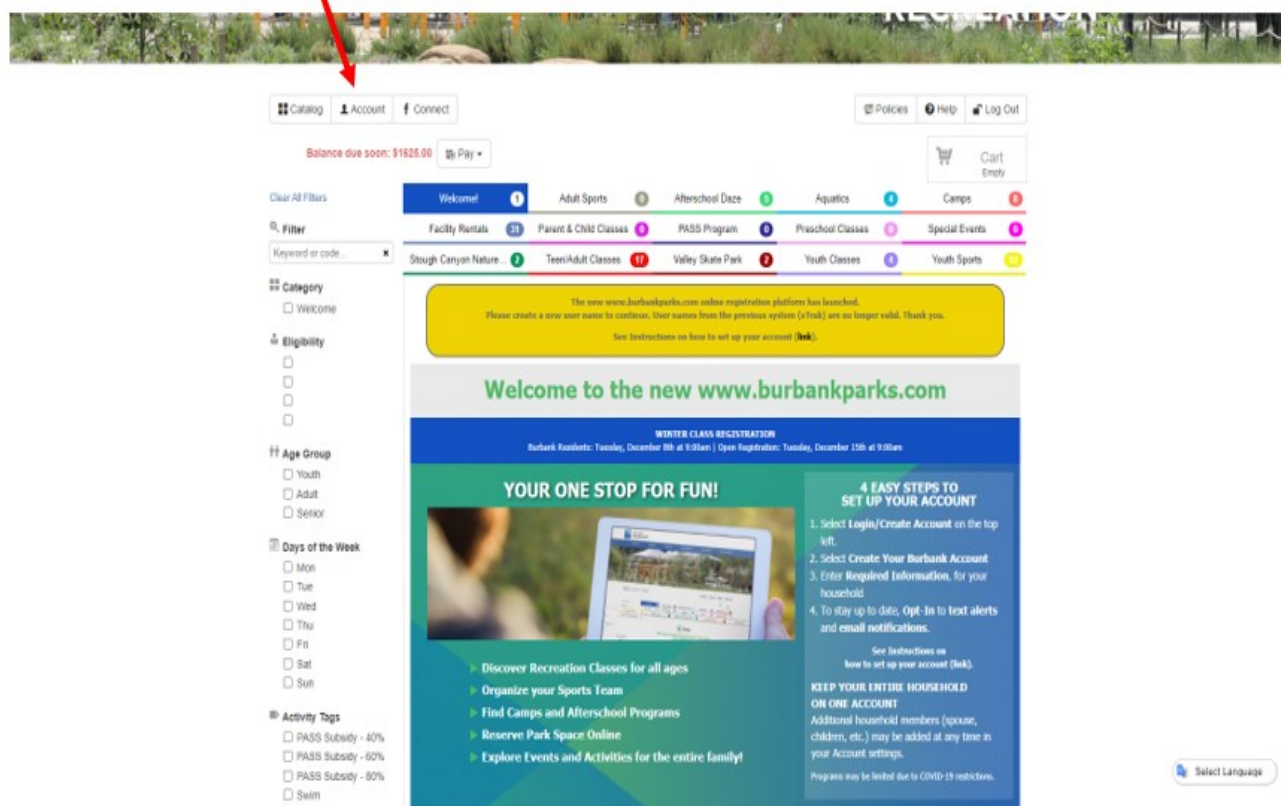 RECREATION
Catalog Account Connect Policies Help Log Out
Balance due soon: $1625.00 Pay
Cart
Empty
Clear All Filters
Welcome! 1 Adult Sports 0 Afterschool Daze 5 Aquatics 4 Camps 0
Filter
Facility Rentals 31 Parent & Child Classes 0 PASS Program 0 Preschool Classes 0 Special Events 0
Keyword or code...
Stough Canyon Nature... 2 Teen/Adult Classes 17 Valley Skate Park 2 Youth Classes 4 Youth Sports
Category
Welcome
The new www.burbankparks.com online registration platform has launched.
Please create a new user name to continue. User names from the previous system (eTrak) are no longer valid. Thank you.
See Instructions on how to set up your account (link).
Eligibility
Welcome to the new www.burbankparks.com
WINTER CLASS REGISTRATION
Burbank Residents: Tuesday, December 8th at 9:00am | Open Registration: Tuesday, December 15th at 9:00am
Age Group
Youth
Adult
Senior
Days of the Week
Mon
Tue
Wed
Thu
Fri
Sat
Sun
Activity Tags
PASS Subsidy - 40%
PASS Subsidy - 60%
PASS Subsidy - 80%
Swim
YOUR ONE STOP FOR FUN!
Discover Recreation Classes for all ages
Organize your Sports Team
Find Camps and Afterschool Programs
Reserve Park Space Online
Explore Events and Activities for the entire family!
4 EASY STEPS TO
SET UP YOUR ACCOUNT
1. Select Login/Create Account on the top
left.
2. Select Create Your Burbank Account
3. Enter Required Information, for your
household
4. To stay up to date, Opt-In to text alerts
and email notifications.
See Instructions on
how to set up your account (link).
KEEP YOUR ENTIRE HOUSEHOLD
ON ONE ACCOUNT
Additional household members (spouse,
children, etc.) may be added at any time in
your Account settings.
Programs may be limited due to COVID-19 restrictions.
Select Language